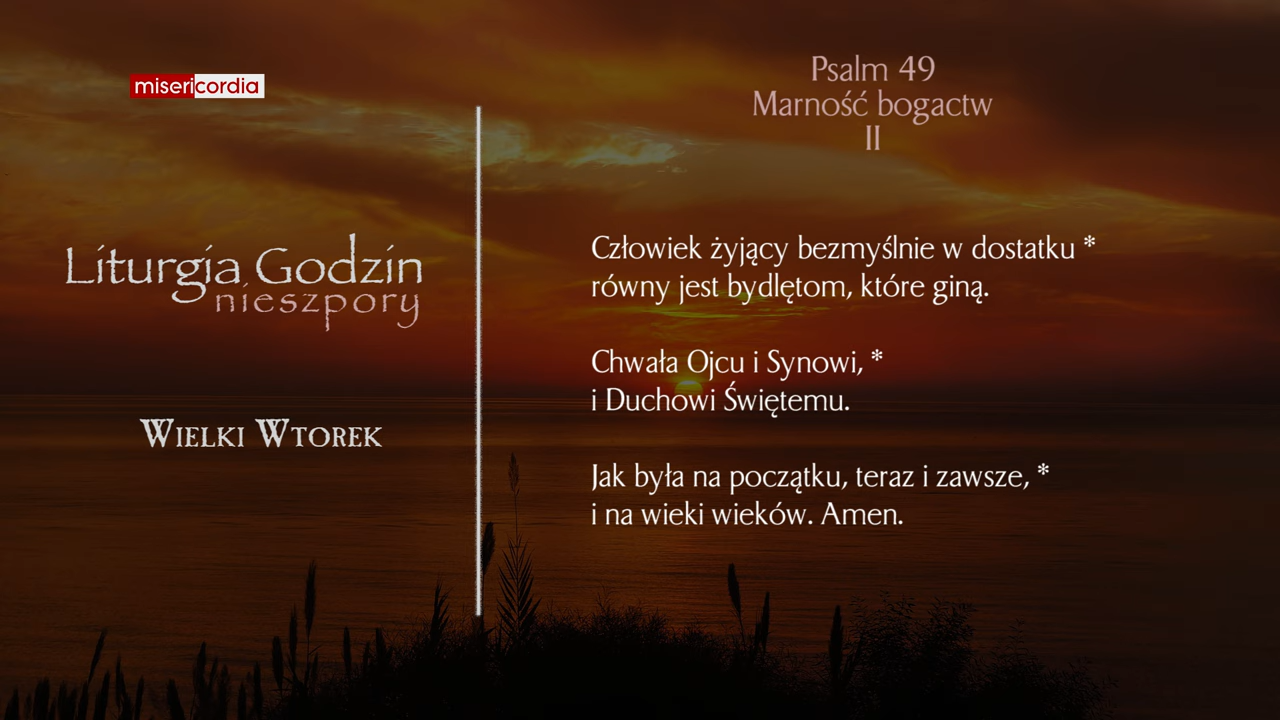 misericordia
Liturgia Godzin
nieszpory
Wielki Wtorek
Psalm 49
Marność bogactw
II
Człowiek żyjący bezmyślnie w dostatku *
równy jest bydlętom, które giną.
Chwała Ojcu i Synowi, *
i Duchowi Świętemu.
Jak była na początku, teraz i zawsze, *
i na wieki wieków. Amen.